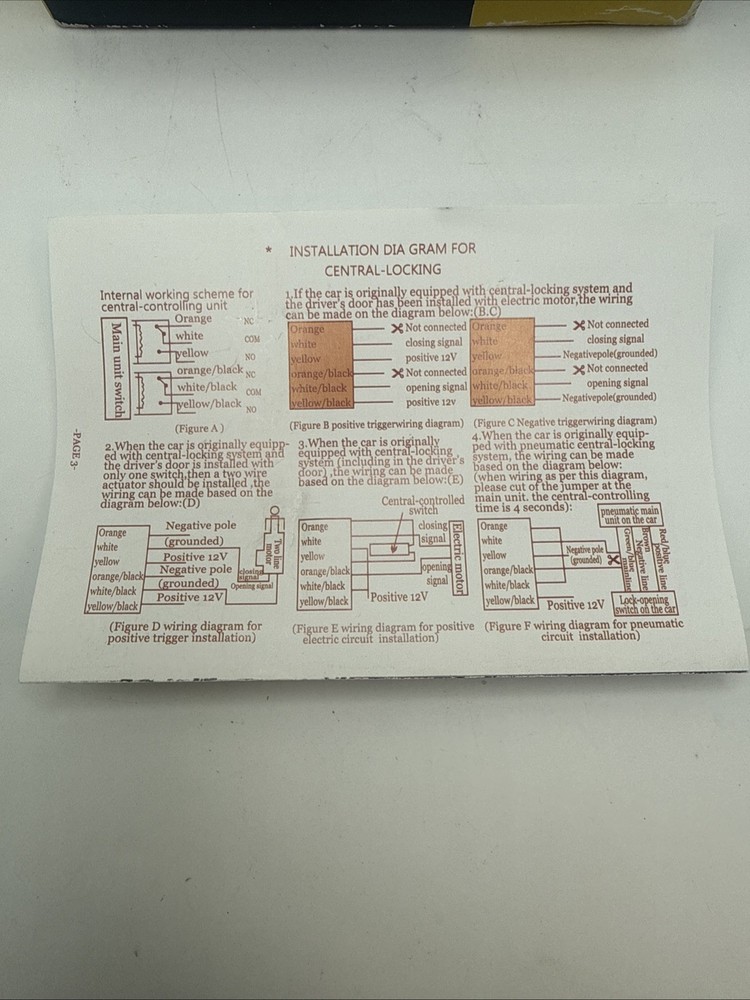 * INSTALLATION DIA GRAM FOR
CENTRAL-LOCKING
Internal working scheme for
central-controlling unit
Main unit switch
Orange NC
white COM
yellow NO
orange/black NC
white/black COM
yellow/black NO
(Figure A )
1.If the car is originally equipped with central-locking system and
the driver's door has been installed with electric motor,the wiring
can be made on the diagram below:(B.C)
Orange Not connected
white closing signal
yellow positive 12V
orange/black Not connected
white/black opening signal
yellow/black positive 12v
(Figure B positive triggerwiring diagram)
Orange Not connected
white closing signal
yellow Negativepole(grounded)
orange/black Not connected
white/black opening signal
yellow/black Negativepole(grounded)
(Figure C Negative triggerwiring diagram)
-PAGE 3-
2.When the car is originally equipp-
ed with central-locking system and
the driver's door is installed with
only one switch,then a two wire
actuator should be installed ,the
wiring can be made based on the
diagram below:(D)
Orange
white
yellow
orange/black
white/black
yellow/black
Negative pole
(grounded)
Positive 12V
Negative pole
(grounded)
Positive 12V
closing
signal
Opening signal
Two line
motor
(Figure D wiring diagram for
positive trigger installation)
3.When the car is originally
equipped with central-locking
system (including in the driver's
door) ,the wiring can be made
based on the diagram below:(E)
Central-controlled
switch
Orange
white
yellow
orange/black
white/black
yellow/black
closing
signal
opening
signal
Electric motor
Positive 12V
(Figure E wiring diagram for positive
electric circuit installation)
4.When the car is originally equip-
ped with pneumatic central-locking
system, the wiring can be made
based on the diagram below:
(when wiring as per this diagram,
please cut of the jumper at the
main unit. the central-controlling
time is 4 seconds):
pneumatic main
unit on the car
Orange
white
yellow
orange/black
white/black
yellow/black
Negative pole
(grounded)
Positive 12V
Red/blue
positive line
Brown
Negative line
Green/blue
mainline
Lock-opening
switch on the car
(Figure F wiring diagram for pneumatic
circuit installation)